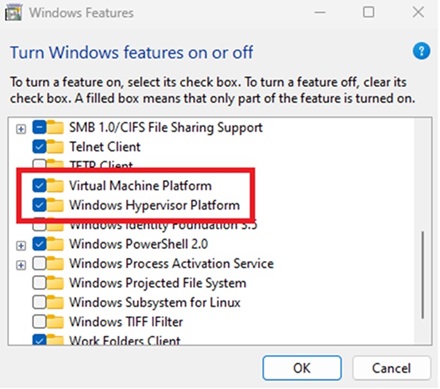 Windows Features
Turn Windows features on or off
?
To turn a feature on, select its check box. To turn a feature off, clear its
check box. A filled box means that only part of the feature is turned on.
SMB 1.0/CIFS File Sharing Support
Telnet Client
TFTP Client
Virtual Machine Platform
Windows Hypervisor Platform
Windows Identity Foundation 3.5
Windows PowerShell 2.0
Windows Process Activation Service
Windows Projected File System
Windows Subsystem for Linux
Windows TIFF IFilter
Work Folders Client
OK
Cancel